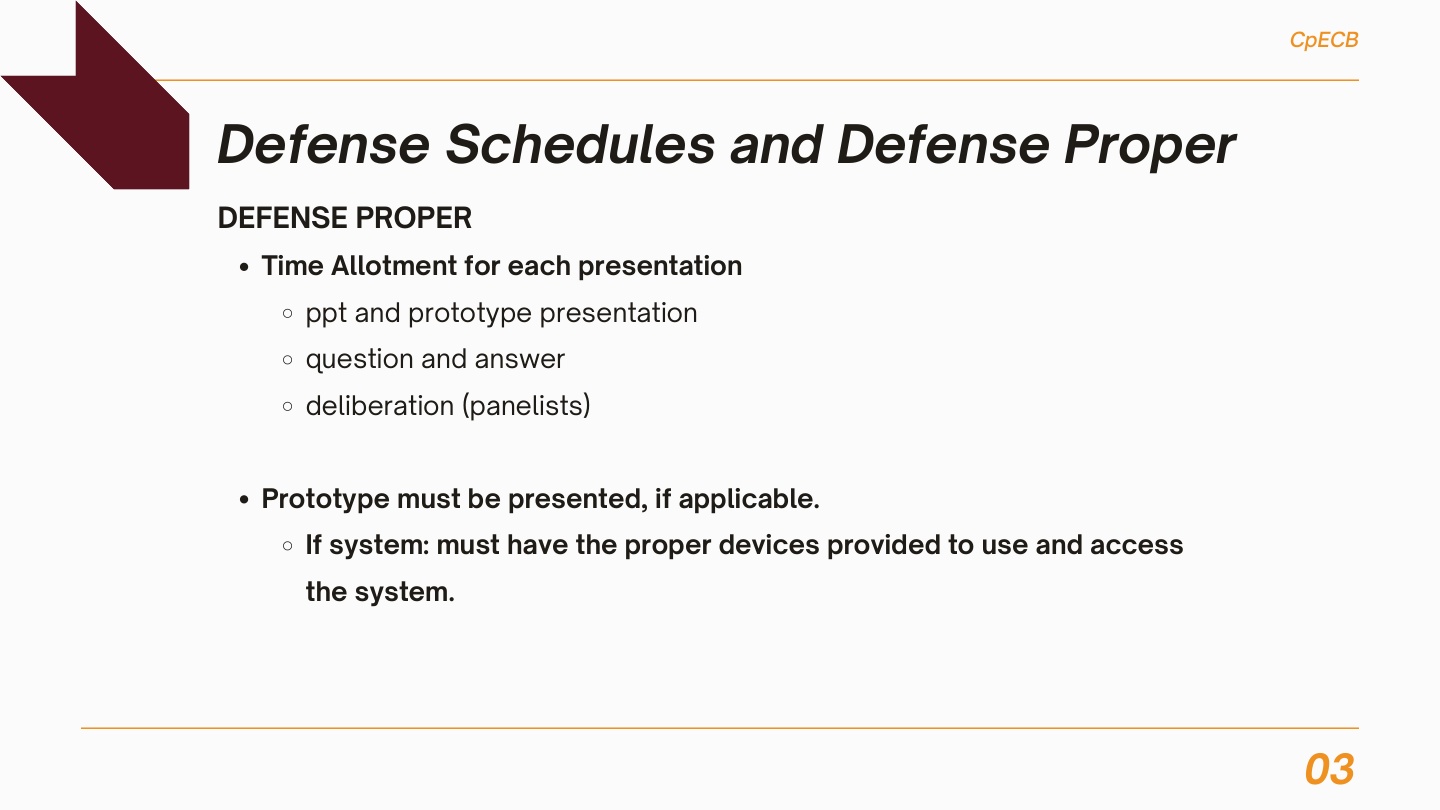 CpECB
Defense Schedules and Defense Proper
DEFENSE PROPER
• Time Allotment for each presentation
○ ppt and prototype presentation
○ question and answer
○ deliberation (panelists)
• Prototype must be presented, if applicable.
○ If system: must have the proper devices provided to use and access
the system.
03